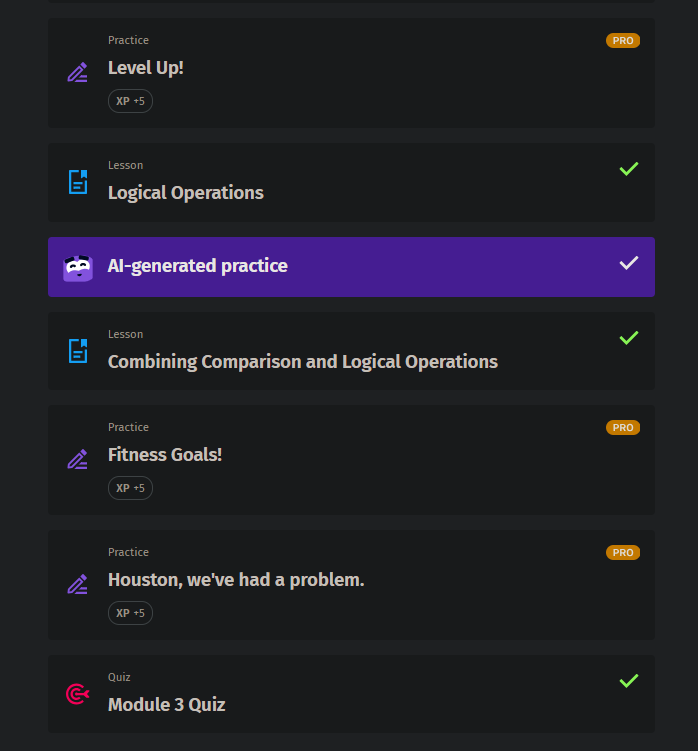 Practice
PRO
Level Up!
XP +5
Lesson
Logical Operations
AI-generated practice
Lesson
Combining Comparison and Logical Operations
Practice
PRO
Fitness Goals!
XP +5
Practice
PRO
Houston, we've had a problem.
XP +5
Quiz
Module 3 Quiz